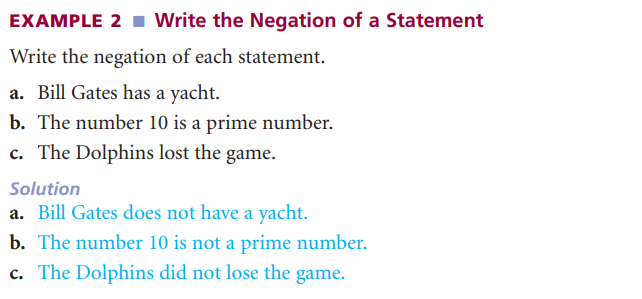 EXAMPLE 2 ■ Write the Negation of a Statement
Write the negation of each statement.
a. Bill Gates has a yacht.
b. The number 10 is a prime number.
c. The Dolphins lost the game.
Solution
a. Bill Gates does not have a yacht.
b. The number 10 is not a prime number.
c. The Dolphins did not lose the game.